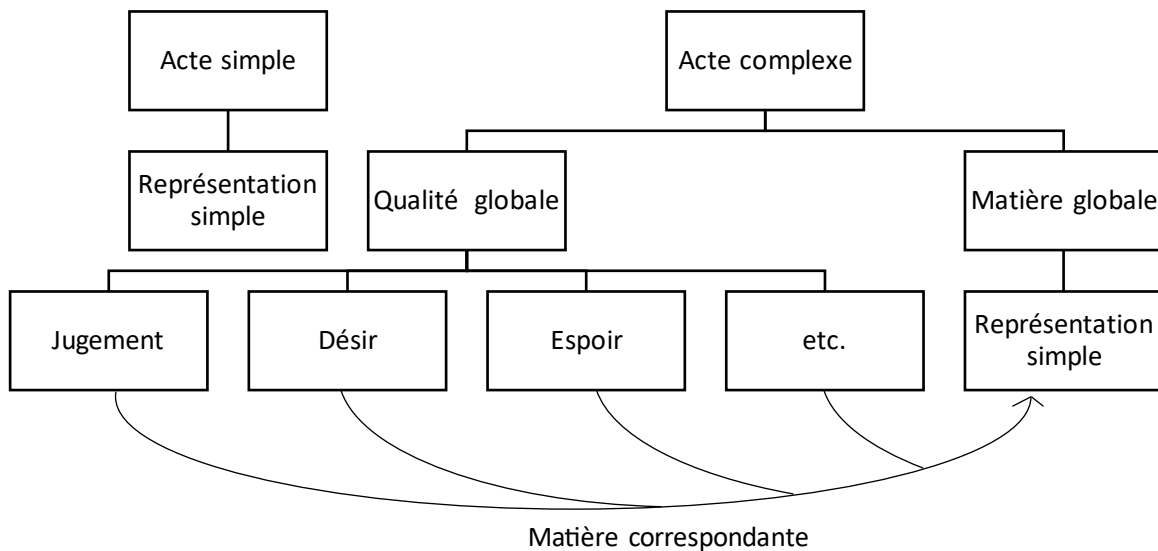 Acte simple
Acte complexe
Représentation
simple
Qualité globale
Matière globale
Jugement
Désir
Espoir
etc.
Représentation
simple
Matière correspondante